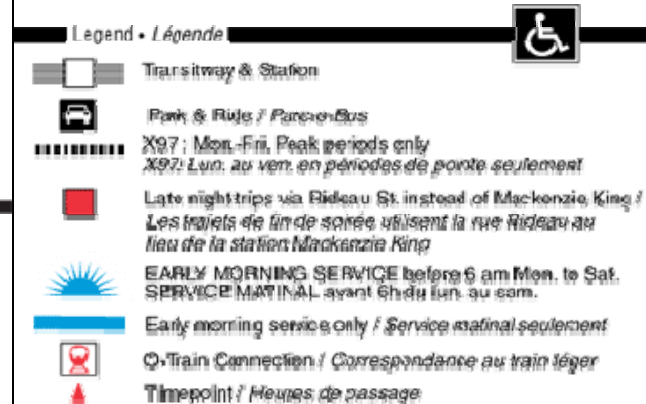 Legend • Légende
Transitway & Station
Park & Ride / Parc-o-Bus
X97: Mon.-Fri. Peak periods only
X97: Lun. au ven. en périodes de pointe seulement
Late night trips via Rideau St. instead of Mackenzie King /
Les trajets de fin de soirée utilisent la rue Rideau au
lieu de la station Mackenzie King
EARLY MORNING SERVICE before 6 am Mon. to Sat.
SERVICE MATINAL avant 6h du lun. au sam.
Early morning service only / Service matinal seulement
O-Train Connection / Correspondance au train léger
Timepoint / Heures de passage